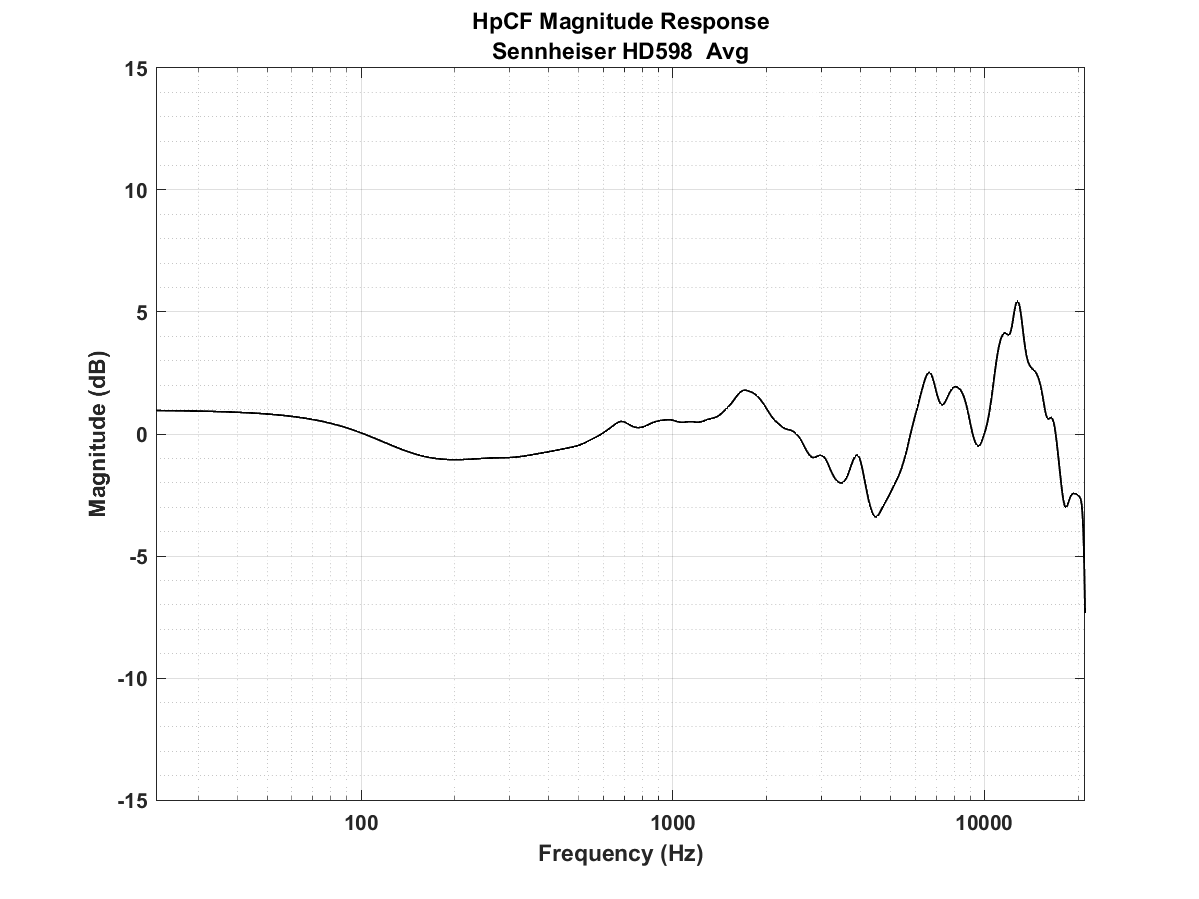 HpCF Magnitude Response
Sennheiser HD598  Avg
15
10
5
0
-5
-10
-15
Magnitude (dB)
100
1000
10000
Frequency (Hz)